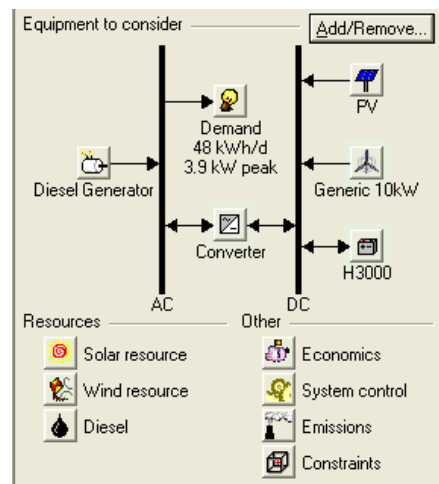 Equipment to consider
Add/Remove...
Demand
48 kWh/d
3.9 kW peak
PV
Diesel Generator
Generic 10kW
Converter
H3000
AC
DC
Resources
Other
Solar resource
Economics
Wind resource
System control
Diesel
Emissions
Constraints